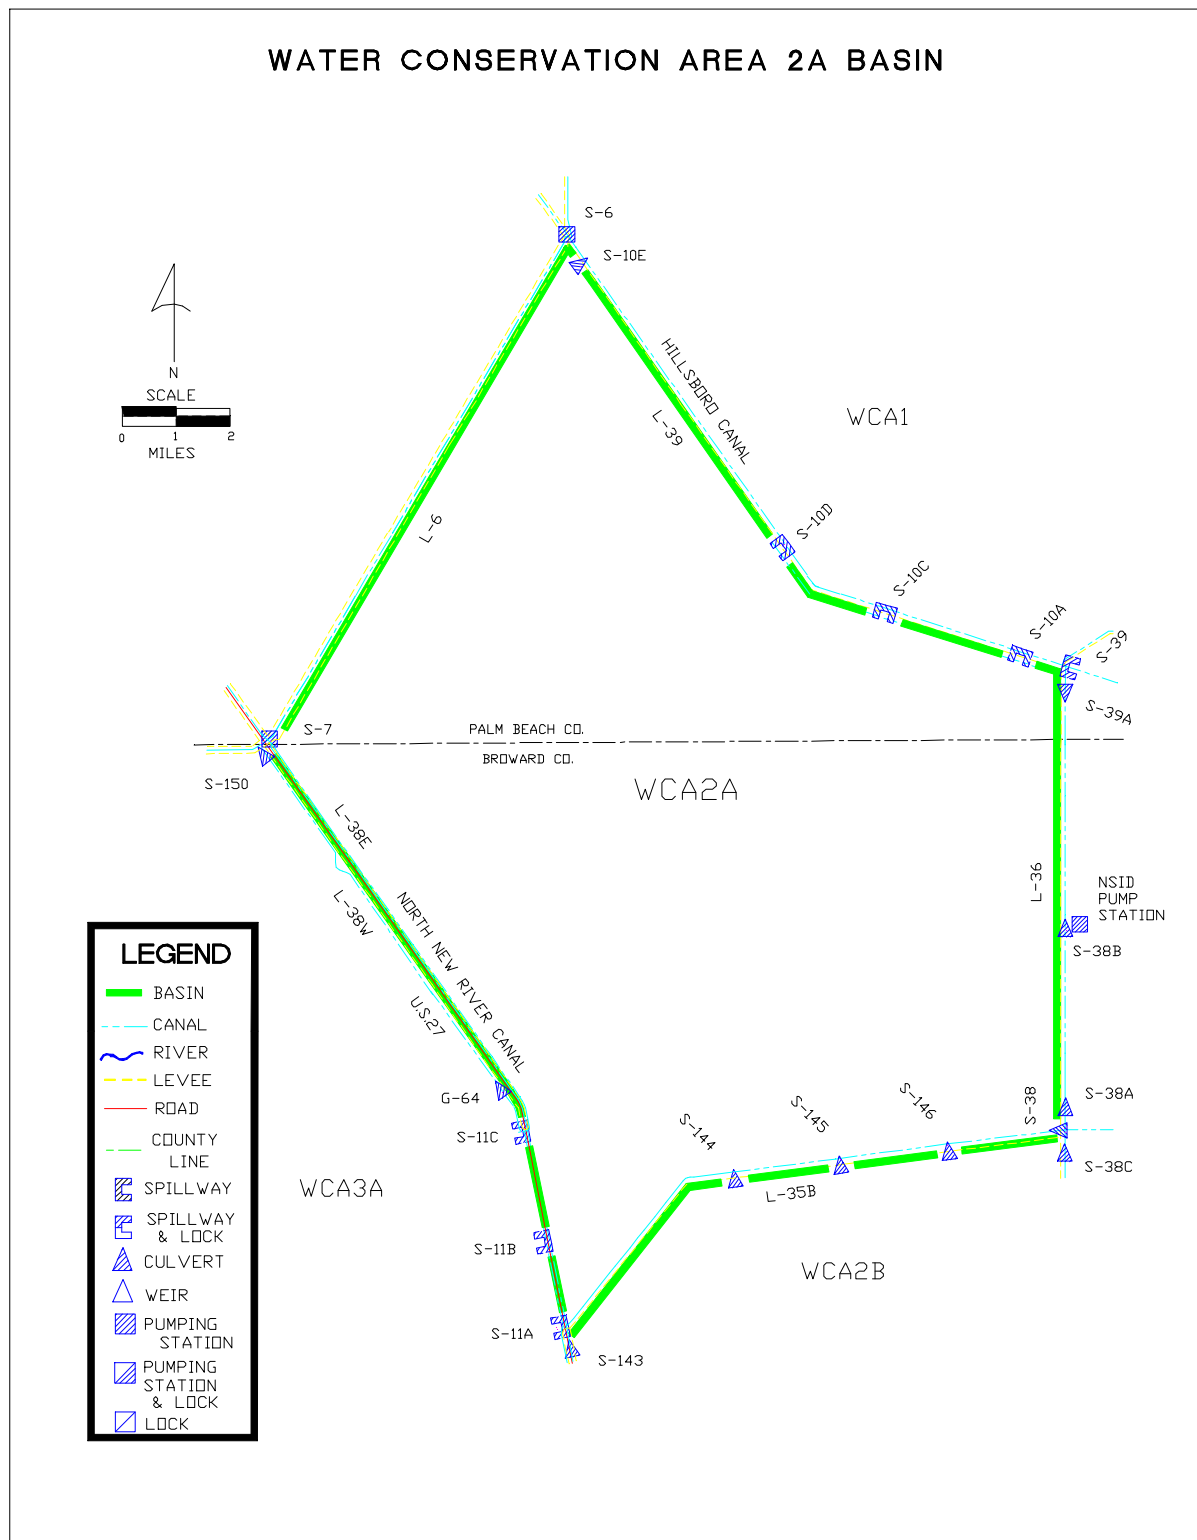 WATER CONSERVATION AREA 2A BASIN
S-6
S-10E
HILLSBORO CANAL
L-39
WCA1
N
SCALE
0 1 2
MILES
L-6
S-10D
S-10C
S-10A
S-39
S-39A
S-7
PALM BEACH CO.
BROWARD CO.
S-150
WCA2A
L-38E
L-38W
NORTH NEW RIVER CANAL
U.S.27
L-36
NSID
PUMP
STATION
S-38B
G-64
S-11C
S-38
S-38A
S-38C
S-146
S-145
S-144
L-35B
WCA3A
S-11B
WCA2B
S-11A
S-143
LEGEND
BASIN
CANAL
RIVER
LEVEE
ROAD
COUNTY
LINE
SPILLWAY
SPILLWAY
& LOCK
CULVERT
WEIR
PUMPING
STATION
PUMPING
STATION
& LOCK
LOCK